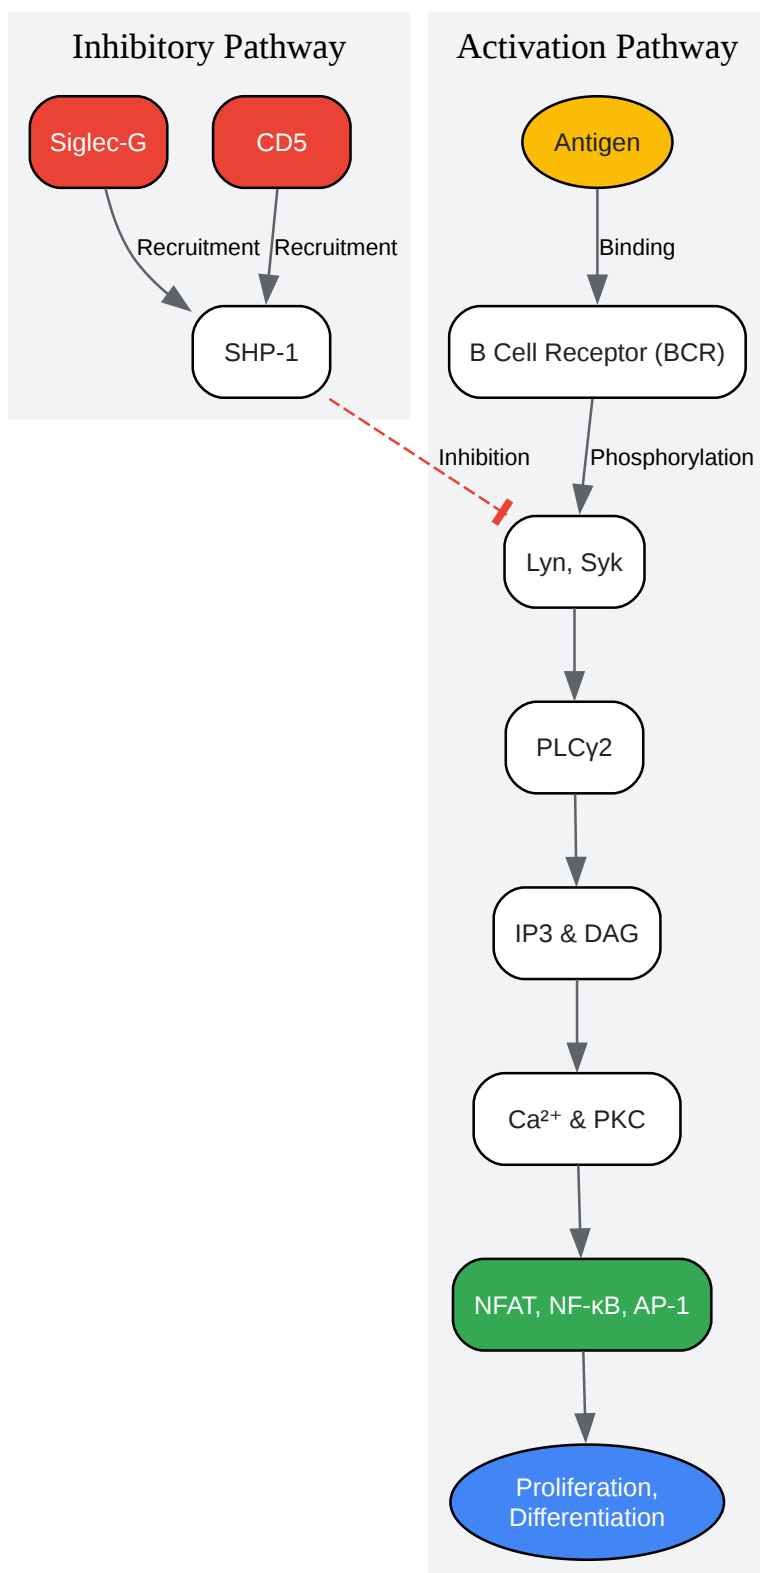 Inhibitory Pathway
Activation Pathway
Siglec-G
CD5
Antigen
Recruitment
Recruitment
Binding
SHP-1
B Cell Receptor (BCR)
Inhibition
Phosphorylation
Lyn, Syk
PLCγ2
IP3 & DAG
Ca²⁺ & PKC
NFAT, NF-κB, AP-1
Proliferation,
Differentiation